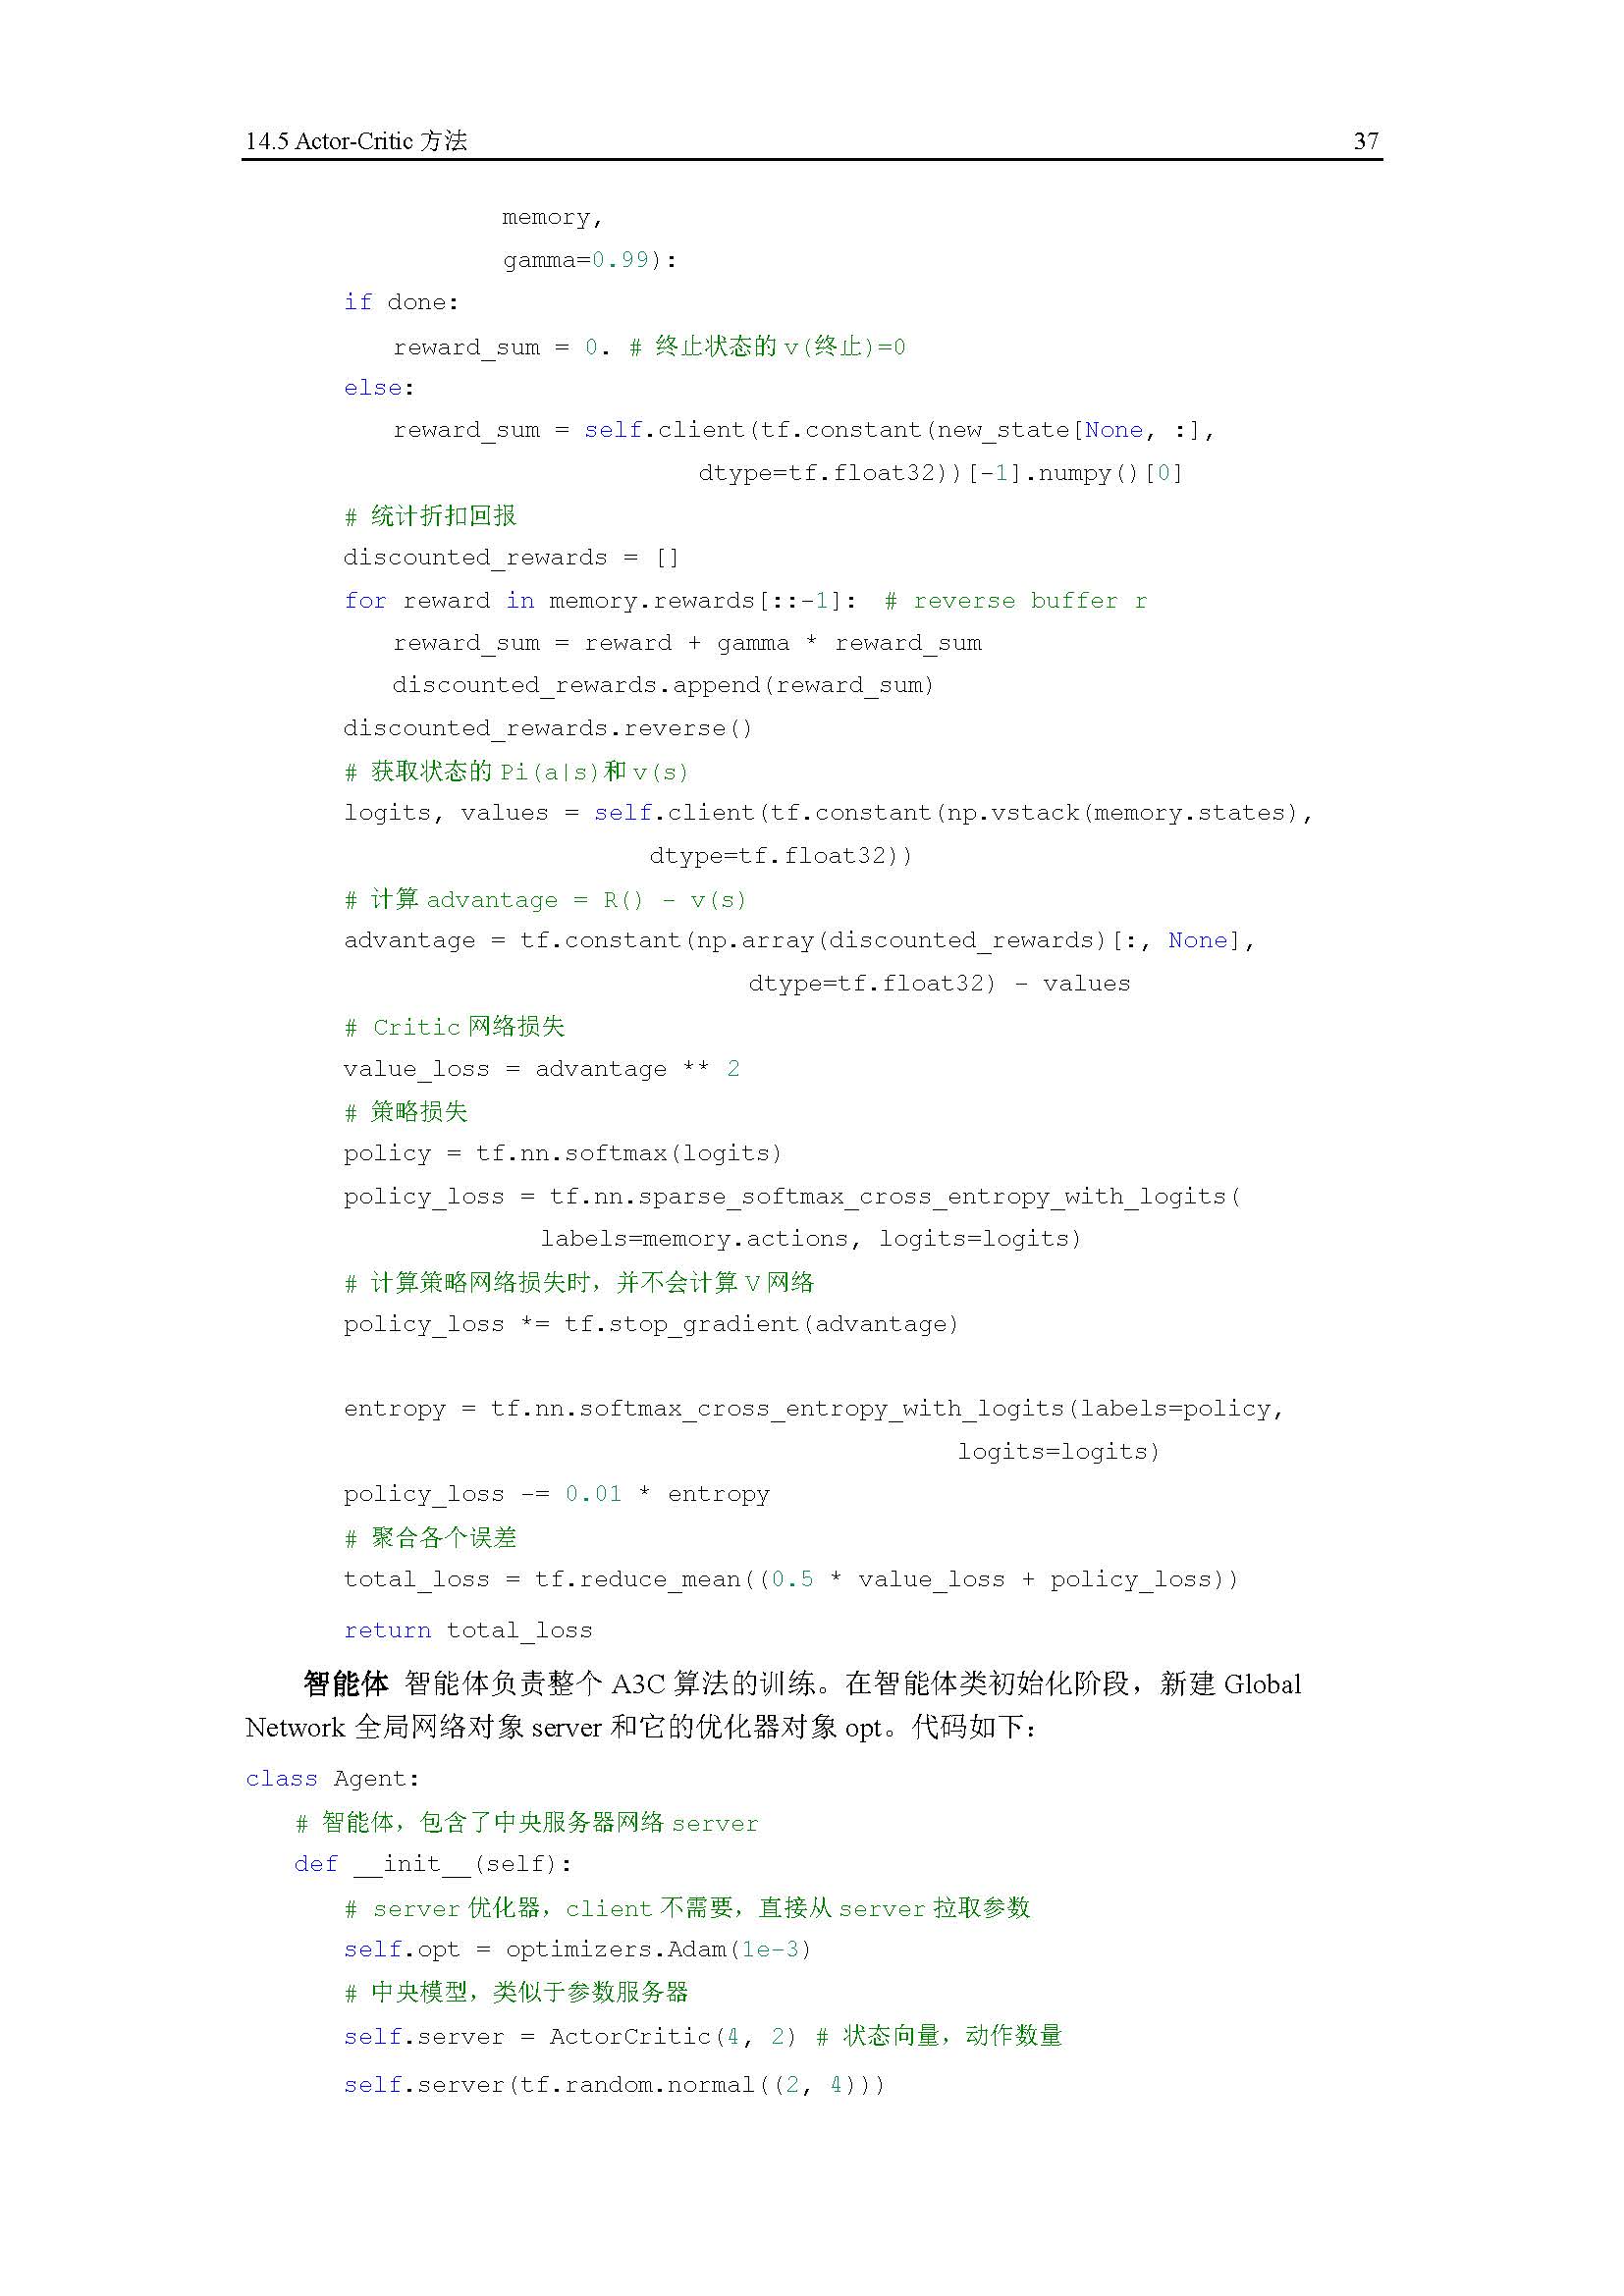 14.5 Actor-Critic 方法 37
memory,
gamma=0.99):
if done:
reward_sum = 0. # 终止状态的 v(终止)=0
else:
reward_sum = self.client(tf.constant(new_state[None, :],
dtype=tf.float32))[-1].numpy()[0]
# 统计折扣回报
discounted_rewards = []
for reward in memory.rewards[::-1]: # reverse buffer r
reward_sum = reward + gamma * reward_sum
discounted_rewards.append(reward_sum)
discounted_rewards.reverse()
# 获取状态的 Pi(a|s)和 v(s)
logits, values = self.client(tf.constant(np.vstack(memory.states),
dtype=tf.float32))
# 计算 advantage = R() - v(s)
advantage = tf.constant(np.array(discounted_rewards)[:, None],
dtype=tf.float32) - values
# Critic 网络损失
value_loss = advantage ** 2
# 策略损失
policy = tf.nn.softmax(logits)
policy_loss = tf.nn.sparse_softmax_cross_entropy_with_logits(
labels=memory.actions, logits=logits)
# 计算策略网络损失时，并不会计算 V 网络
policy_loss *= tf.stop_gradient(advantage)
entropy = tf.nn.softmax_cross_entropy_with_logits(labels=policy,
logits=logits)
policy_loss -= 0.01 * entropy
# 聚合各个误差
total_loss = tf.reduce_mean((0.5 * value_loss + policy_loss))
return total_loss
智能体 智能体负责整个 A3C 算法的训练。在智能体类初始化阶段，新建 Global
Network 全局网络对象 server 和它的优化器对象 opt。代码如下：
class Agent:
# 智能体，包含了中央服务器网络 server
def __init__(self):
# server 优化器，client 不需要，直接从 server 拉取参数
self.opt = optimizers.Adam(1e-3)
# 中央模型，类似于参数服务器
self.server = ActorCritic(4, 2) # 状态向量，动作数量
self.server(tf.random.normal((2, 4)))